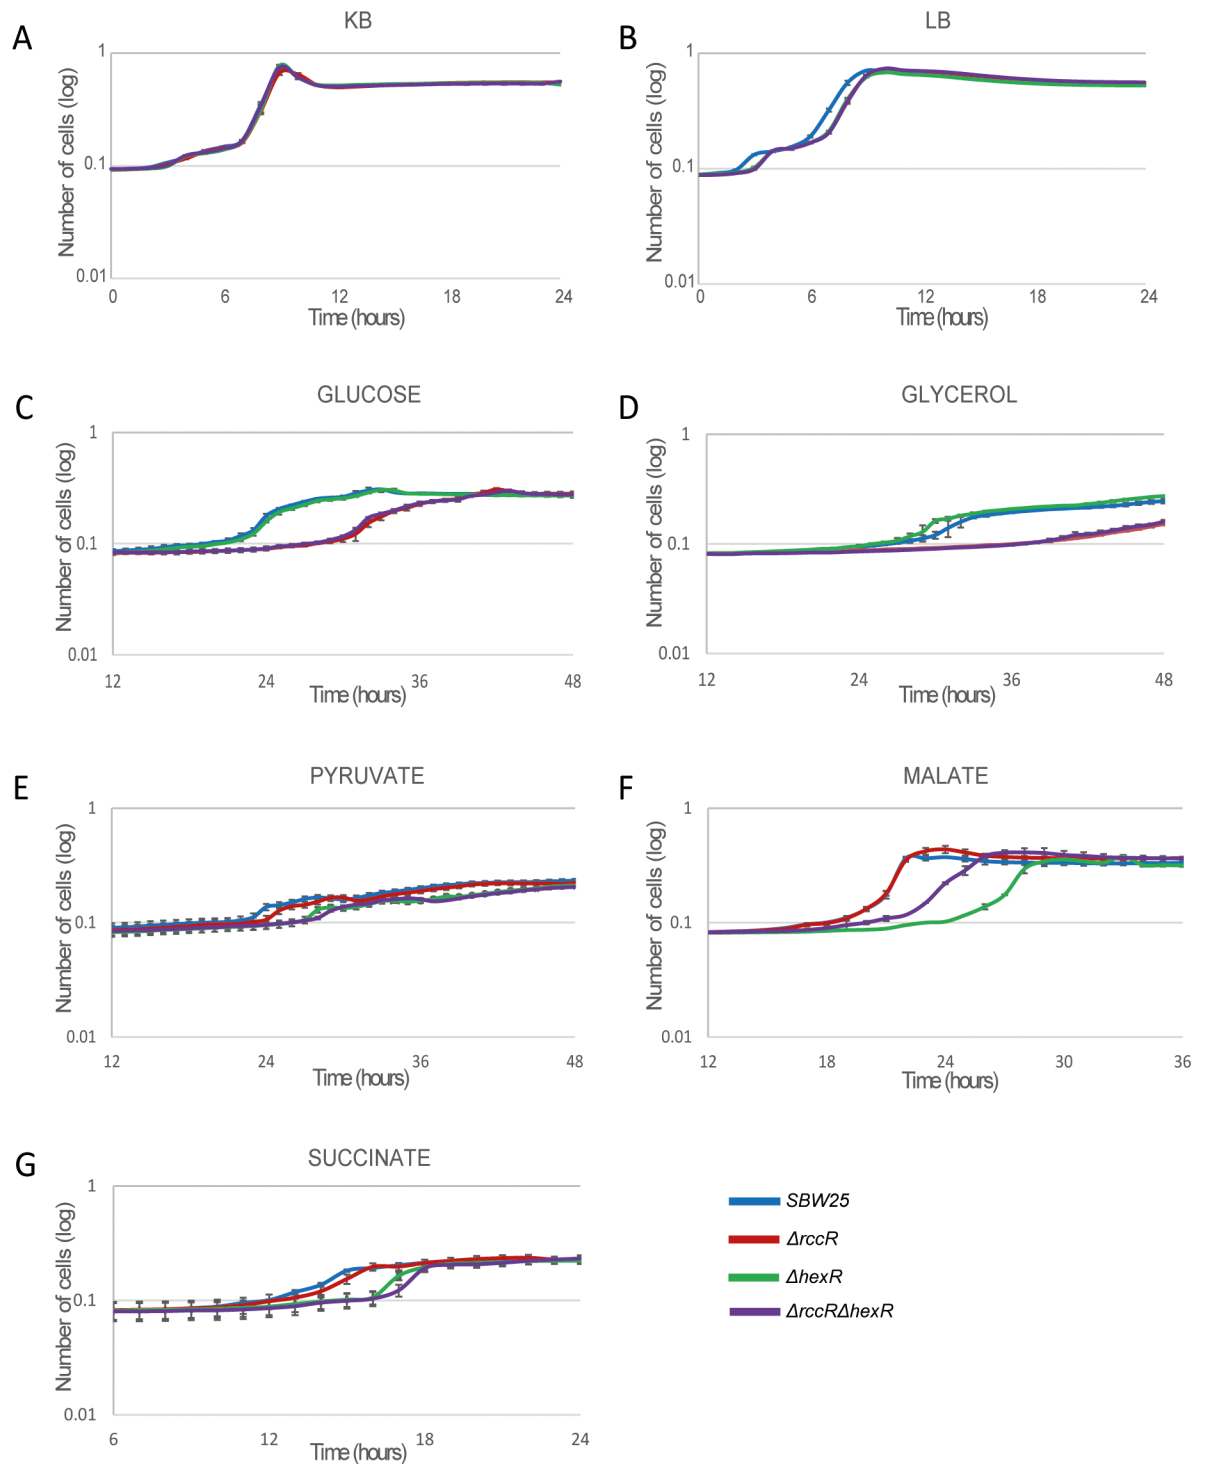 A
KB
Number of cells (log)
1
0.1
0.01
0 6 12 18 24
Time (hours)
B
LB
Number of cells (log)
1
0.1
0.01
0 6 12 18 24
Time (hours)
C
GLUCOSE
Number of cells (log)
1
0.1
0.01
12 24 36 48
Time (hours)
D
GLYCEROL
Number of cells (log)
1
0.1
0.01
12 24 36 48
Time (hours)
E
PYRUVATE
Number of cells (log)
1
0.1
0.01
12 24 36 48
Time (hours)
F
MALATE
Number of cells (log)
1
0.1
0.01
12 18 24 30 36
Time (hours)
G
SUCCINATE
Number of cells (log)
1
0.1
0.01
6 12 18 24
Time (hours)
SBW25
ΔrccR
ΔhexR
ΔrccRΔhexR